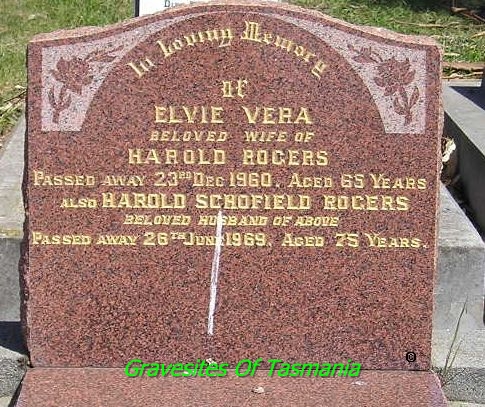 In Loving Memory
OF
ELVIE VERA
BELOVED WIFE OF
HAROLD ROGERS
PASSED AWAY 23RD DEC 1960. AGED 65 YEARS
ALSO HAROLD SCHOFIELD ROGERS
BELOVED HUSBAND OF ABOVE
PASSED AWAY 26TH JUNE 1969. AGED 75 YEARS.
Gravesites Of Tasmania